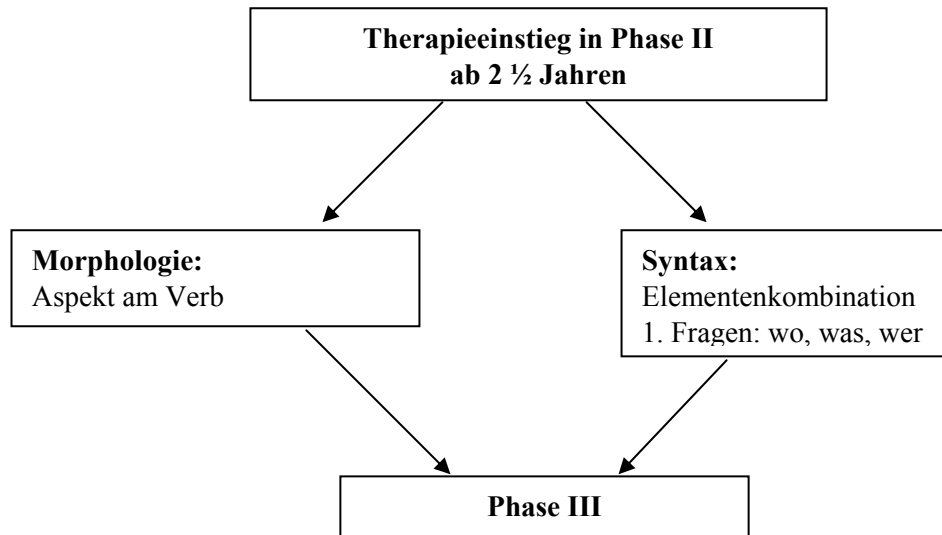 Therapieeinstieg in Phase II
ab 2 ½ Jahren
Morphologie:
Aspekt am Verb
Syntax:
Elementenkombination
1. Fragen: wo, was, wer
Phase III